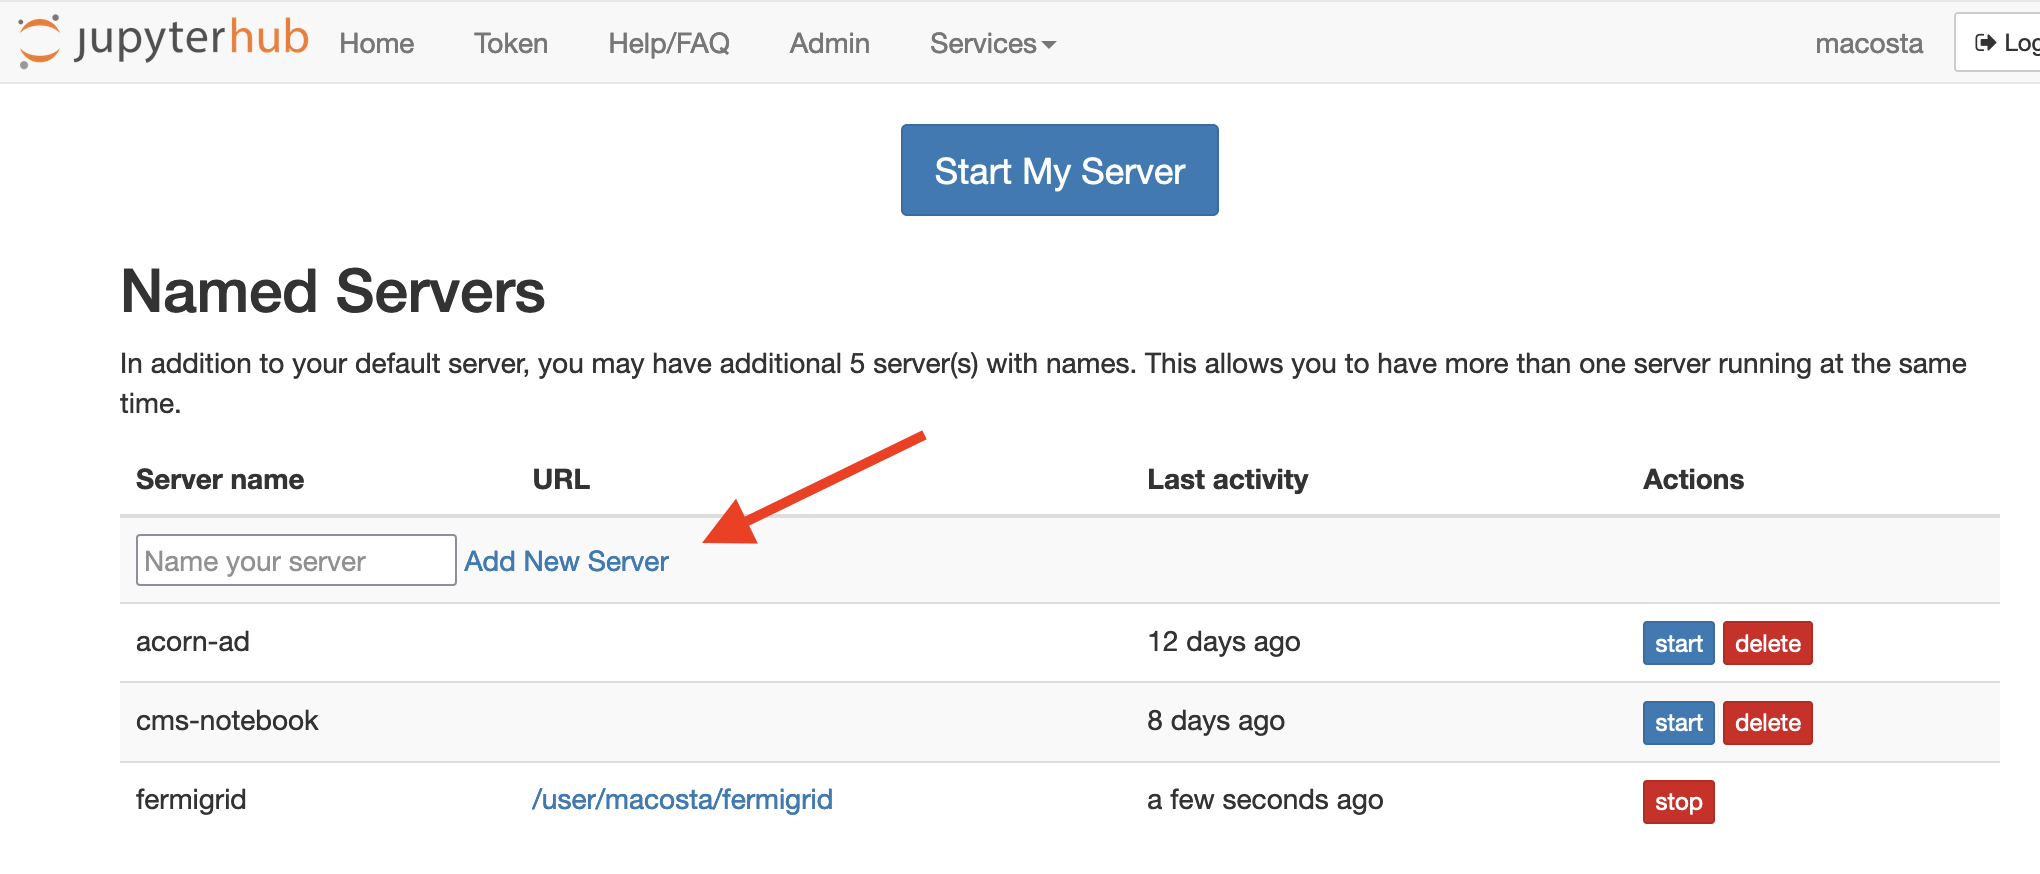 jupyterhub Home Token Help/FAQ Admin Services macosta
Start My Server
Named Servers
In addition to your default server, you may have additional 5 server(s) with names. This allows you to have more than one server running at the same
time.
Server name URL Last activity Actions
Name your server Add New Server
acorn-ad 12 days ago start delete
cms-notebook 8 days ago start delete
fermigrid /user/macosta/fermigrid a few seconds ago stop